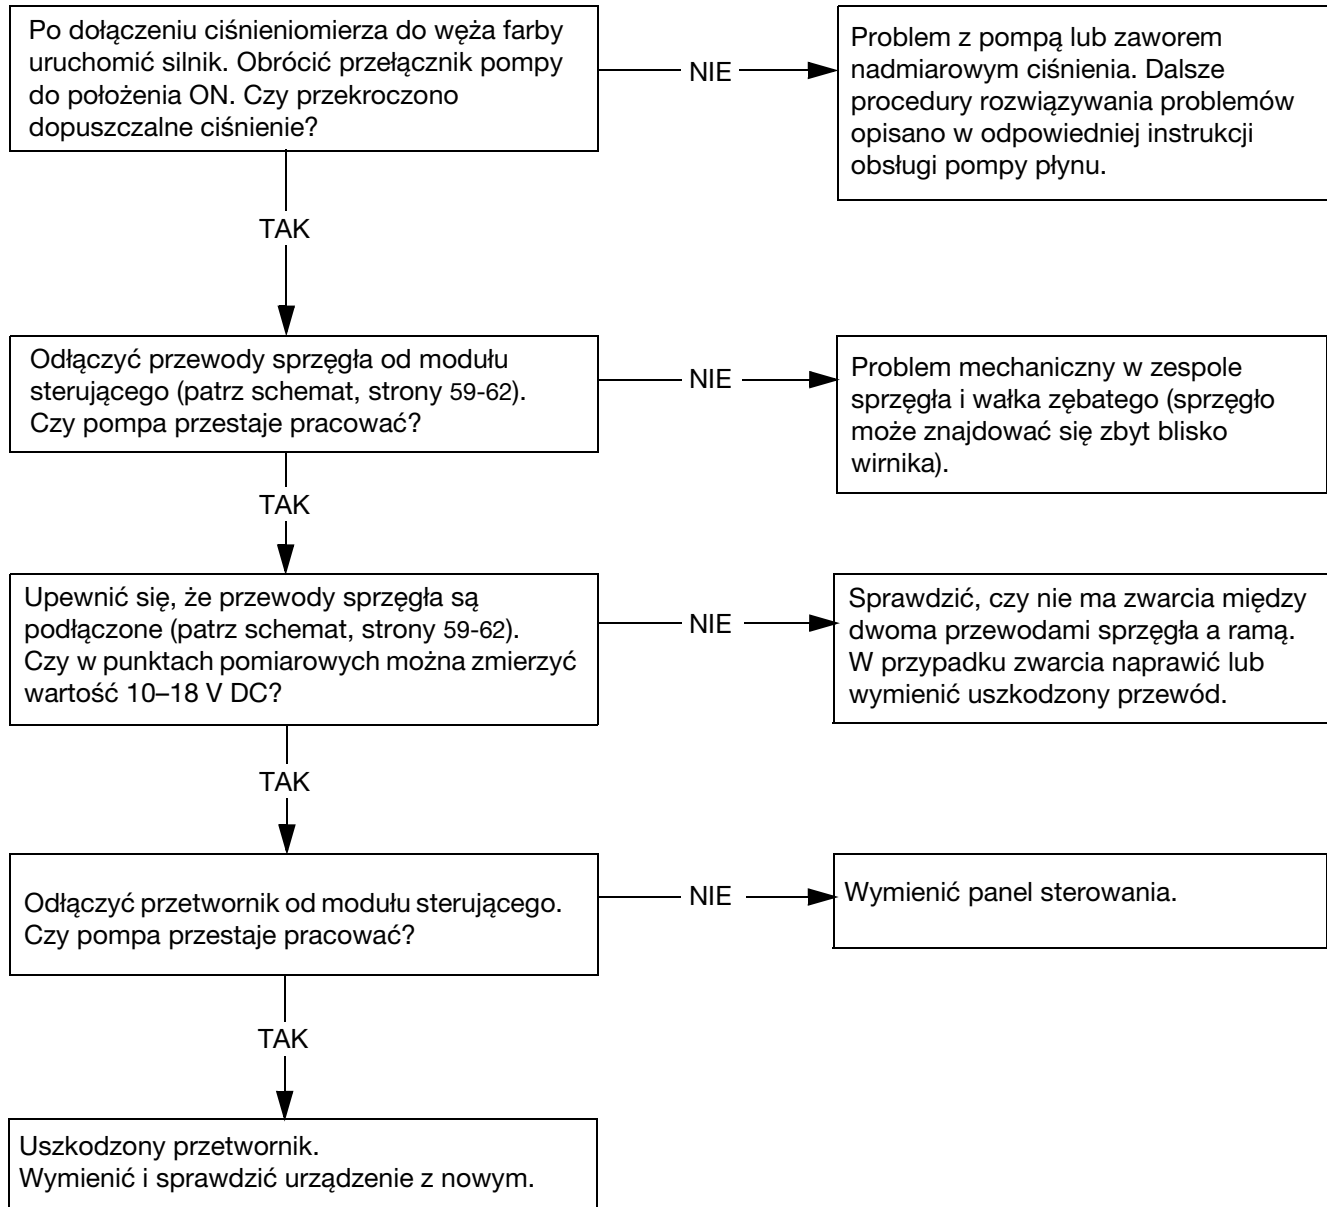 Po dołączeniu ciśnieniomierza do węża farby
uruchomić silnik. Obrócić przełącznik pompy
do położenia ON. Czy przekroczono
dopuszczalne ciśnienie?
NIE
Problem z pompą lub zaworem
nadmiarowym ciśnienia. Dalsze
procedury rozwiązywania problemów
opisano w odpowiedniej instrukcji
obsługi pompy płynu.
TAK
Odłączyć przewody sprzęgła od modułu
sterującego (patrz schemat, strony 59-62).
Czy pompa przestaje pracować?
NIE
Problem mechaniczny w zespole
sprzęgła i wałka zębatego (sprzęgło
może znajdować się zbyt blisko
wirnika).
TAK
Upewnić się, że przewody sprzęgła są
podłączone (patrz schemat, strony 59-62).
Czy w punktach pomiarowych można zmierzyć
wartość 10–18 V DC?
NIE
Sprawdzić, czy nie ma zwarcia między
dwoma przewodami sprzęgła a ramą.
W przypadku zwarcia naprawić lub
wymienić uszkodzony przewód.
TAK
Odłączyć przetwornik od modułu sterującego.
Czy pompa przestaje pracować?
NIE
Wymienić panel sterowania.
TAK
Uszkodzony przetwornik.
Wymienić i sprawdzić urządzenie z nowym.